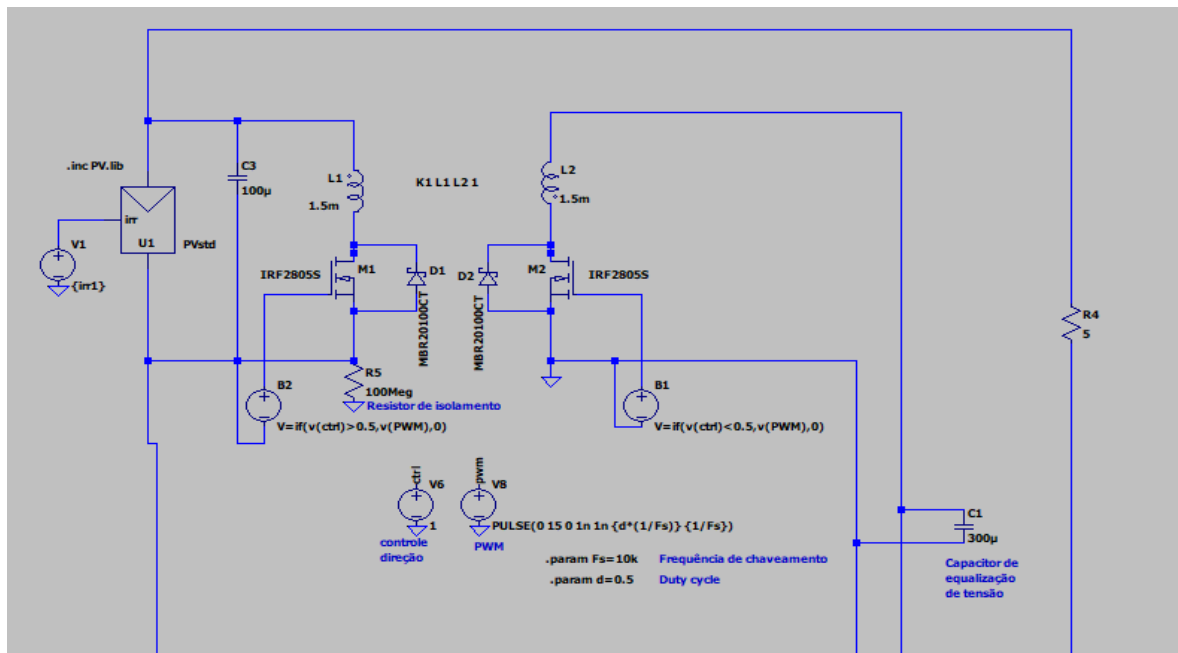 .inc PV.lib
C3
100µ
L1
1.5m
K1 L1 L2 1
L2
1.5m
irr
U1
PVstd
V1
{irr1}
IRF2805S
M1
D1
MBR20100CT
D2
MBR20100CT
M2
IRF2805S
R4
5
R5
100Meg
Resistor de isolamento
B2
V=if(v(ctrl)>0.5,v(PWM),0)
B1
V=if(v(ctrl)<0.5,v(PWM),0)
ctrl
V6
1
controle
direção
pwm
V8
PULSE(0 15 0 1n 1n {d*(1/Fs)} {1/Fs})
PWM
.param Fs=10k
Frequência de chaveamento
.param d=0.5
Duty cycle
C1
300µ
Capacitor de
equalização
de tensão